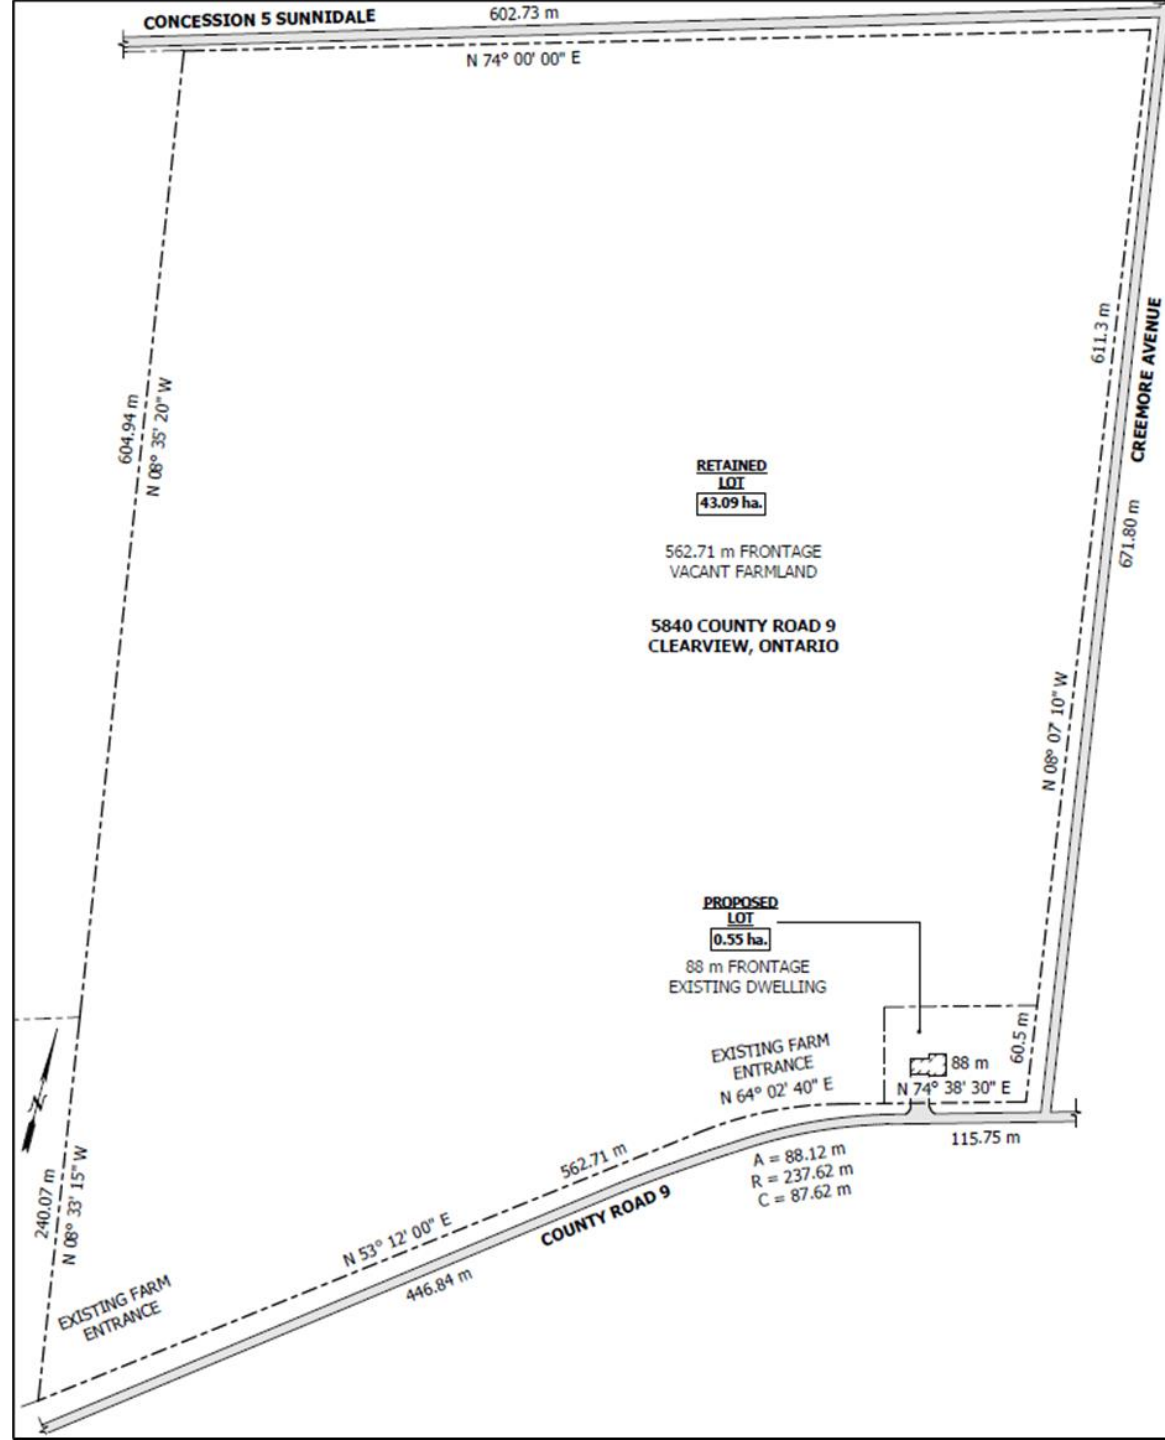 CONCESSION 5 SUNNIDALE
602.73 m
N 74° 00' 00" E
604.94 m
N 08° 35' 20" W
611.3 m
CREEMORE AVENUE
671.80 m
RETAINED
LOT
43.09 ha.
562.71 m FRONTAGE
VACANT FARMLAND
5840 COUNTY ROAD 9
CLEARVIEW, ONTARIO
N 08° 07' 10" W
PROPOSED
LOT
0.55 ha.
88 m FRONTAGE
EXISTING DWELLING
60.5 m
EXISTING FARM
ENTRANCE
N 64° 02' 40" E
88 m
N 74° 38' 30" E
115.75 m
N
240.07 m
N 08° 33' 15" W
562.71 m
A = 88.12 m
R = 237.62 m
C = 87.62 m
COUNTY ROAD 9
N 53° 12' 00" E
446.84 m
EXISTING FARM
ENTRANCE